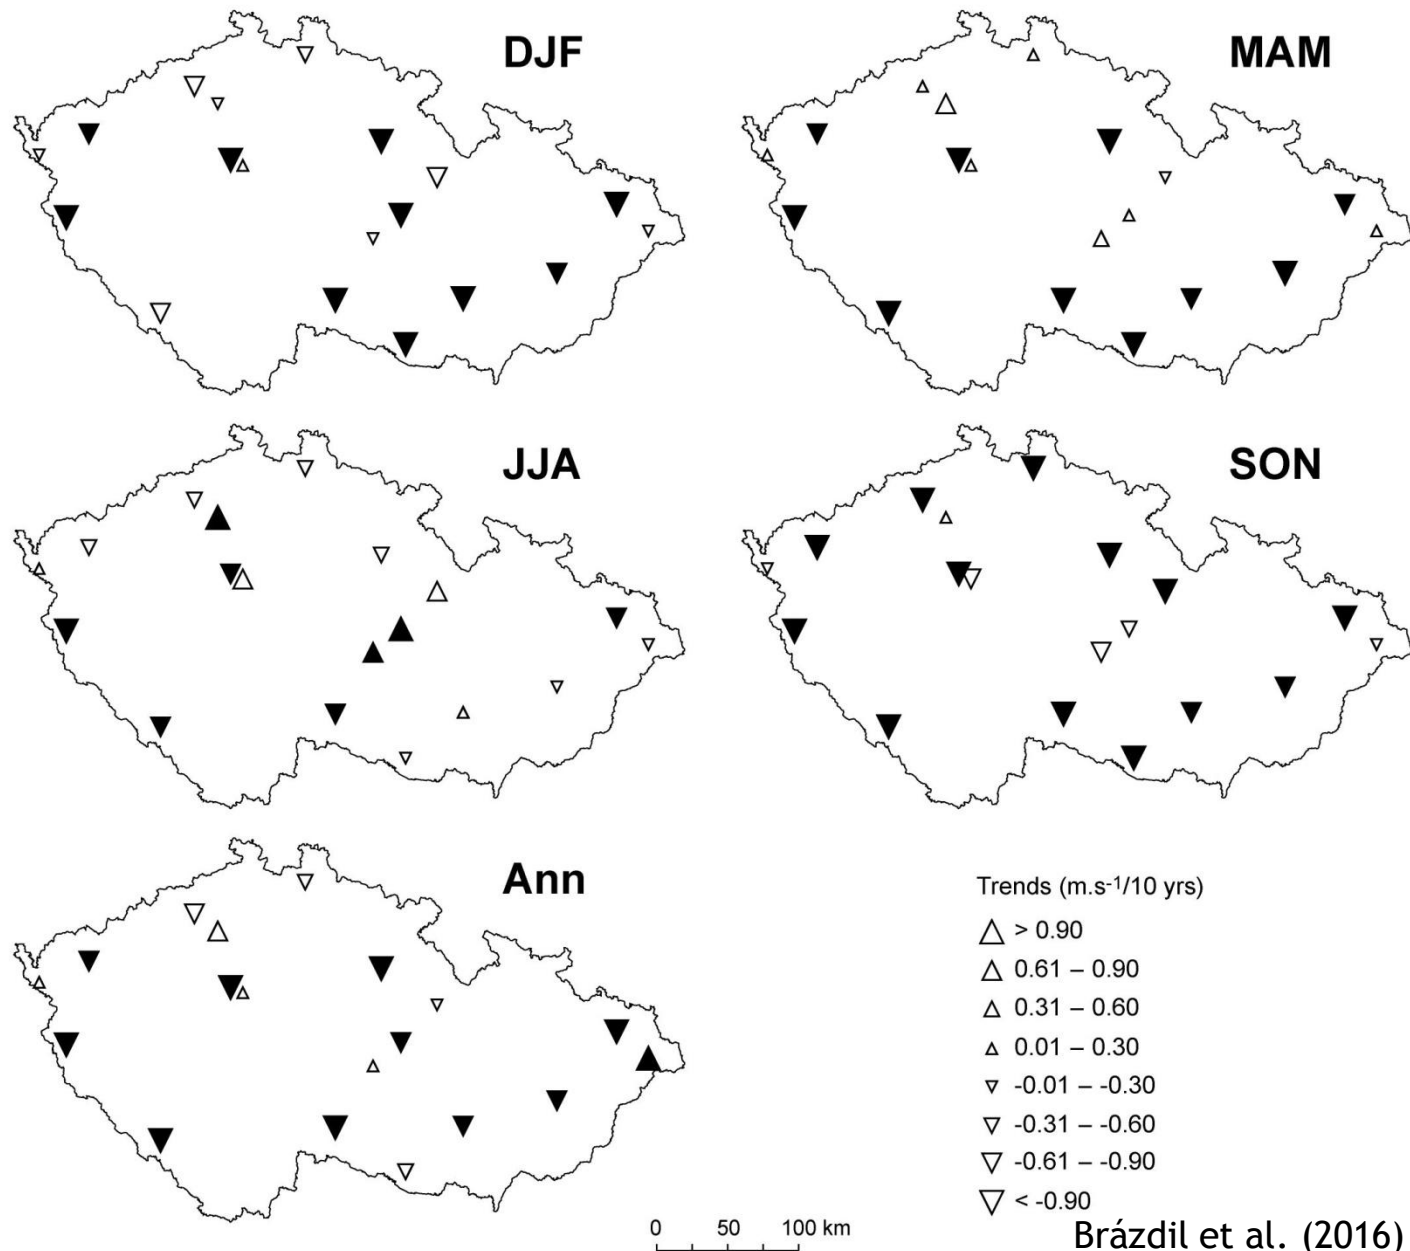 DJF
MAM
JJA
SON
Ann
Trends (m.s-1/10 yrs)
> 0.90
0.61 – 0.90
0.31 – 0.60
0.01 – 0.30
-0.01 – -0.30
-0.31 – -0.60
-0.61 – -0.90
< -0.90
0 50 100 km
Brázdil et al. (2016)